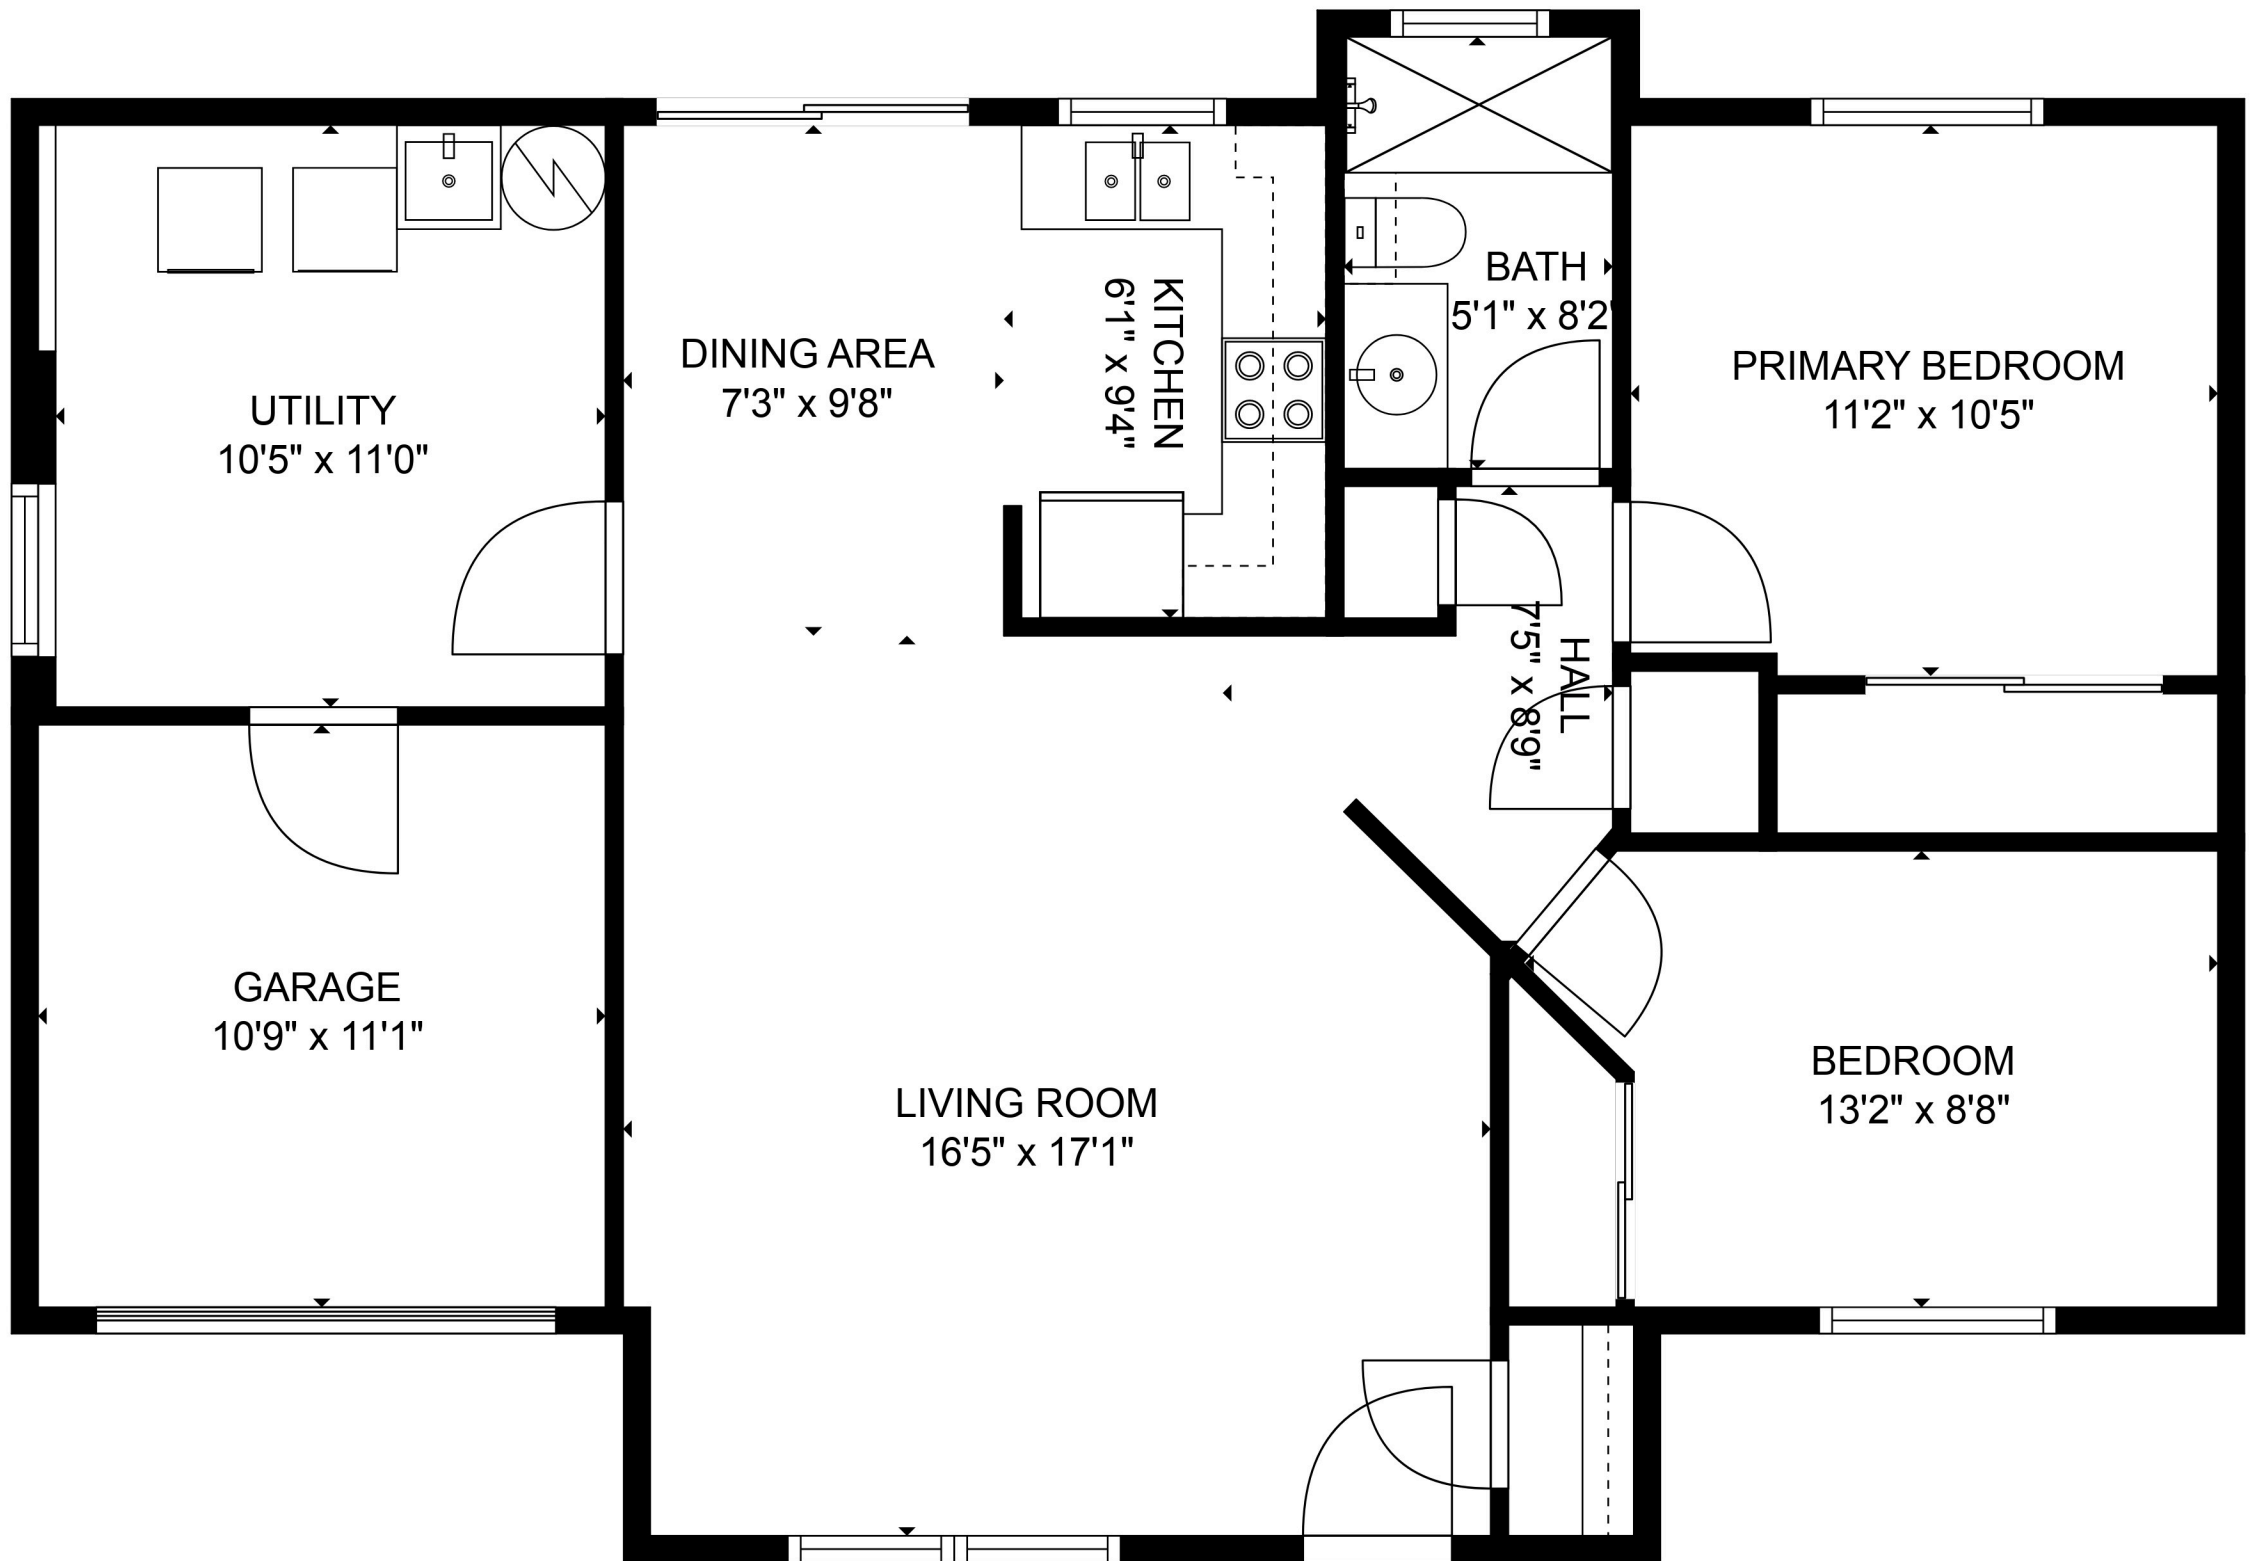 BATH
5'1" x 8'2"
KITCHEN
6'1" x 9'4"
DINING AREA
7'3" x 9'8"
PRIMARY BEDROOM
11'2" x 10'5"
UTILITY
10'5" x 11'0"
HALL
7'5" x 8'9"
GARAGE
10'9" x 11'1"
LIVING ROOM
16'5" x 17'1"
BEDROOM
13'2" x 8'8"